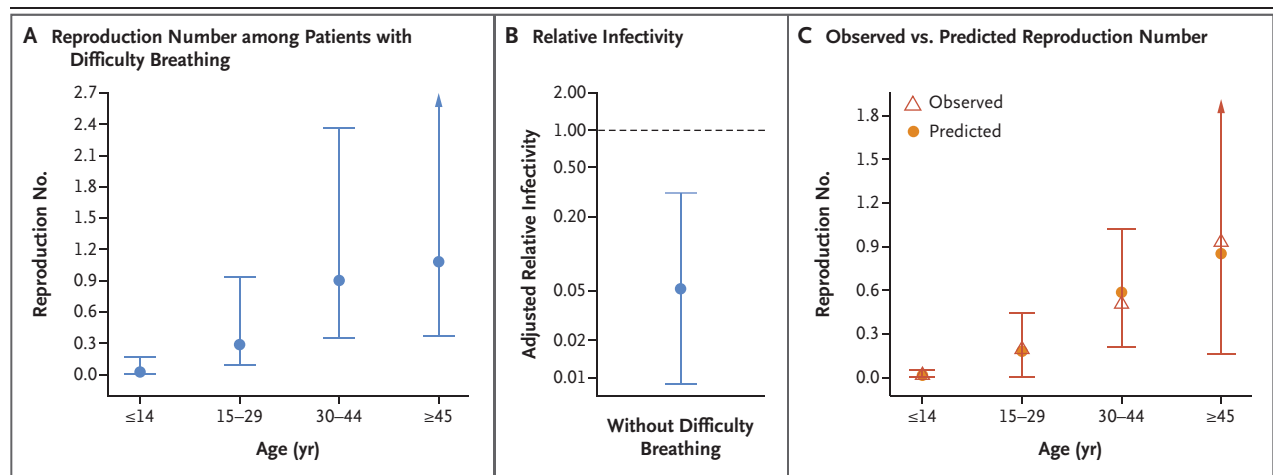 A Reproduction Number among Patients with
Difficulty Breathing
Reproduction No.
2.7
2.4
2.1
1.8
1.5
1.2
0.9
0.6
0.3
0.0
≤14
15–29
30–44
≥45
Age (yr)
B Relative Infectivity
Adjusted Relative Infectivity
2.00
1.00
0.50
0.20
0.05
0.02
0.01
Without Difficulty
Breathing
C Observed vs. Predicted Reproduction Number
Observed
Predicted
Reproduction No.
1.8
1.5
1.2
0.9
0.6
0.3
0.0
≤14
15–29
30–44
≥45
Age (yr)